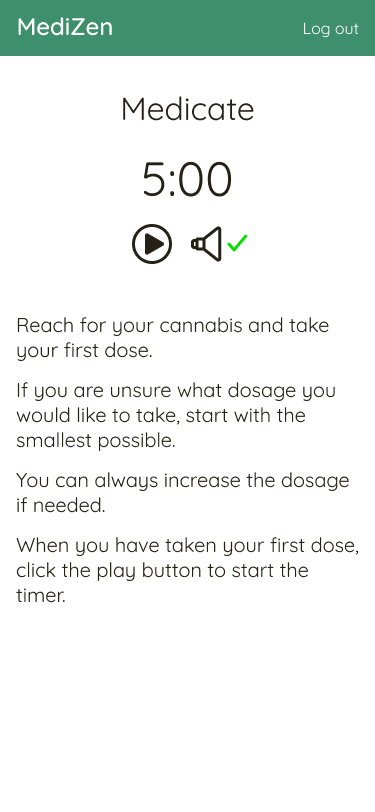 MediZen
Log out
Medicate
5:00
Reach for your cannabis and take
your first dose.
If you are unsure what dosage you
would like to take, start with the
smallest possible.
You can always increase the dosage
if needed.
When you have taken your first dose,
click the play button to start the
timer.